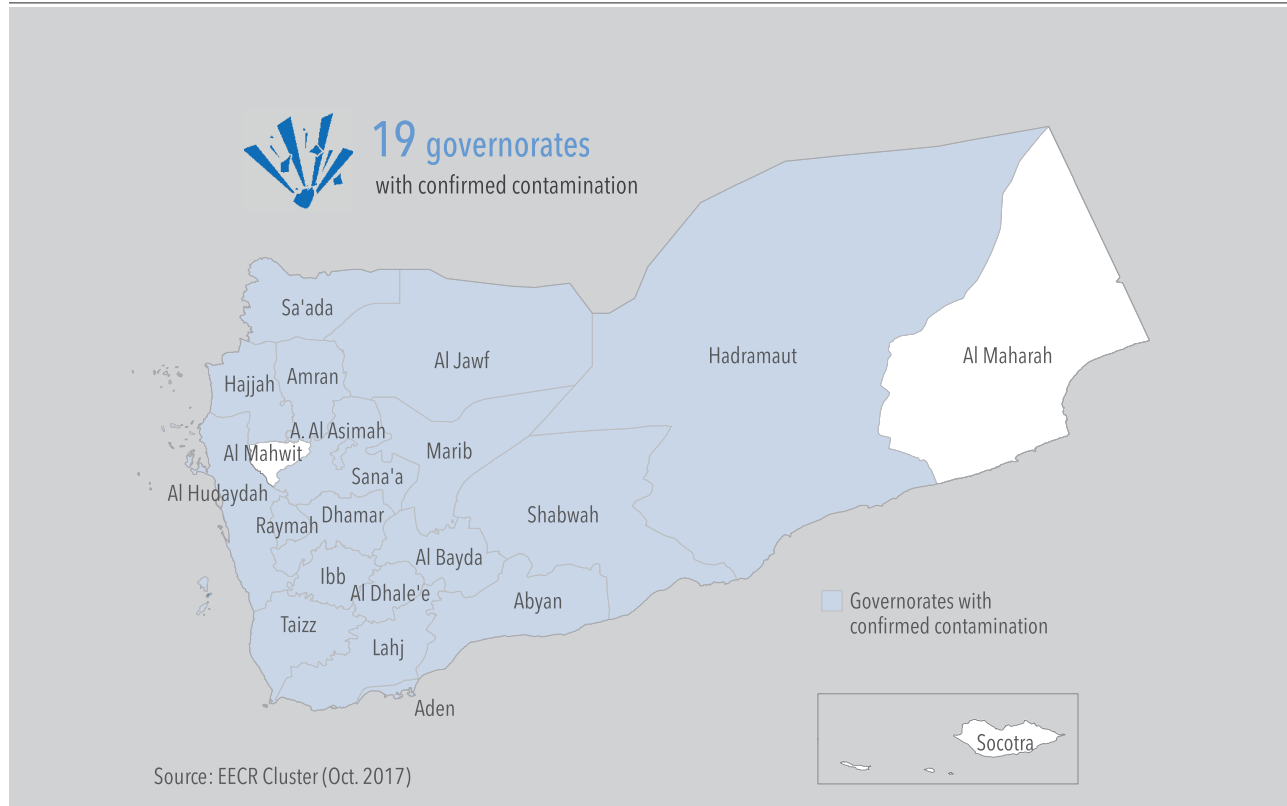 19 governorates
with confirmed contamination
Sa'ada
Al Jawf
Hadramaut
Al Maharah
Hajjah
Amran
A. Al Asimah
Al Mahwit
Marib
Sana'a
Al Hudaydah
Raymah
Dhamar
Shabwah
Al Bayda
Ibb
Al Dhale'e
Abyan
Taizz
Lahj
Aden
Governorates with
confirmed contamination
Socotra
Source: EECR Cluster (Oct. 2017)